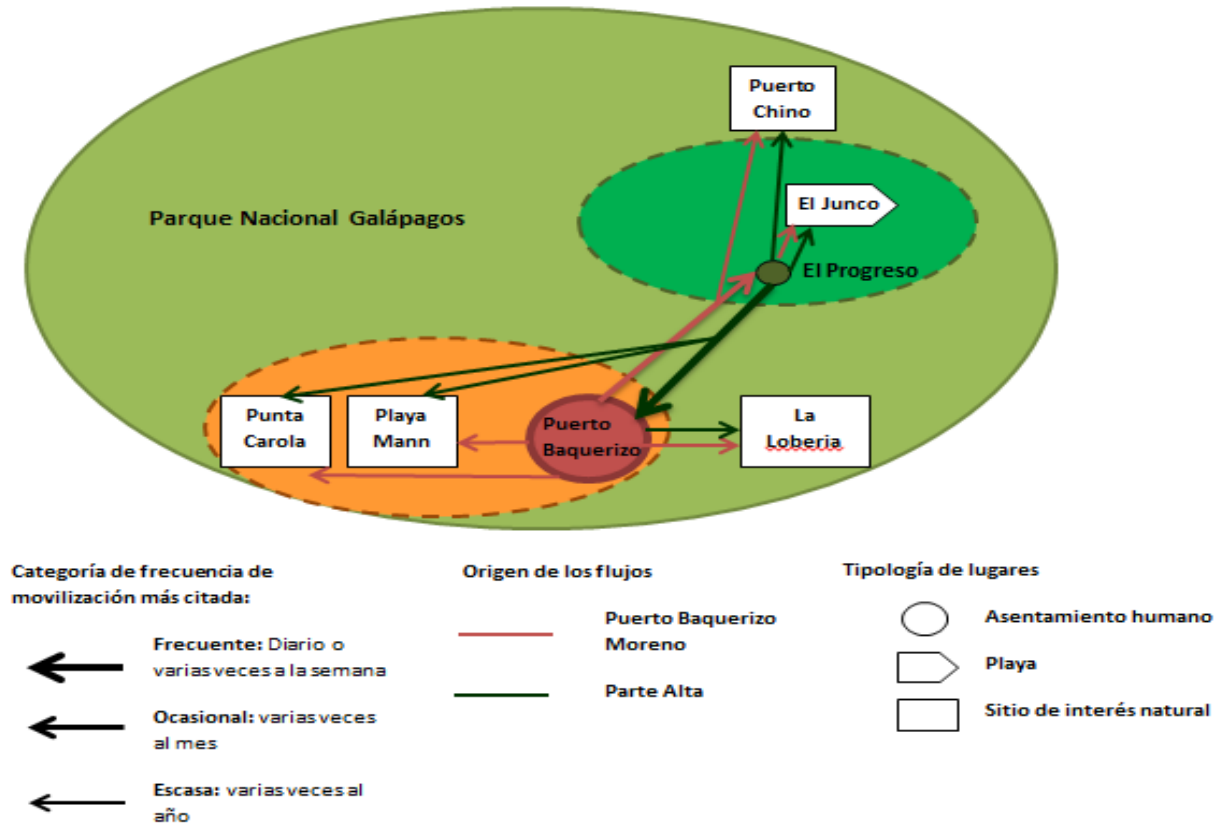 Puerto
Chino
El Junco
Parque Nacional Galápagos
El Progreso
Punta
Carola
Playa
Mann
Puerto
Baquerizo
La
Loberia
Categoría de frecuencia de
movilización más citada:
Frecuente: Diario o
varias veces a la semana
Ocasional: varias veces
al mes
Escasa: varias veces al
año
Origen de los flujos
Puerto Baquerizo
Moreno
Parte Alta
Tipología de lugares
Asentamiento humano
Playa
Sitio de interés natural